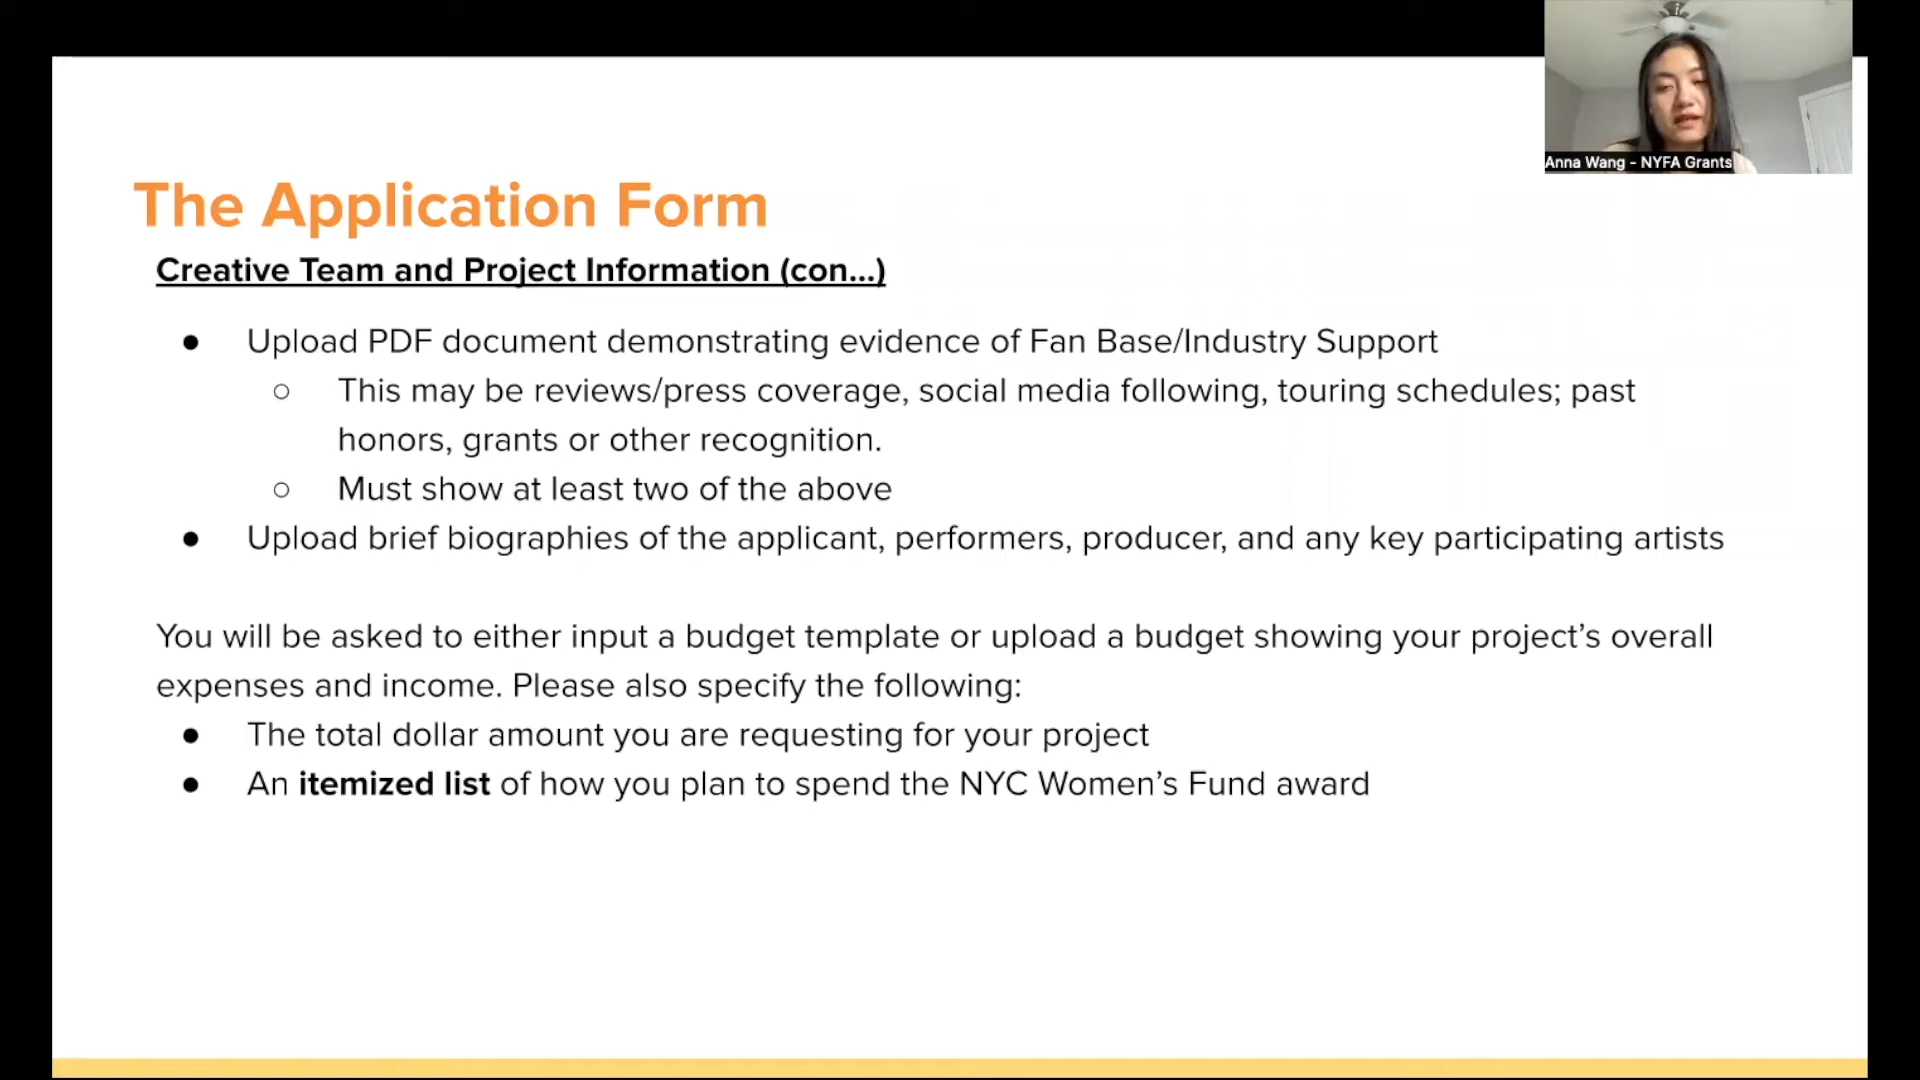 Anna Wang - NYFA Grants
The Application Form
Creative Team and Project Information (con...)
● Upload PDF document demonstrating evidence of Fan Base/Industry Support
○ This may be reviews/press coverage, social media following, touring schedules; past
honors, grants or other recognition.
○ Must show at least two of the above
● Upload brief biographies of the applicant, performers, producer, and any key participating artists
You will be asked to either input a budget template or upload a budget showing your project’s overall
expenses and income. Please also specify the following:
● The total dollar amount you are requesting for your project
● An itemized list of how you plan to spend the NYC Women’s Fund award